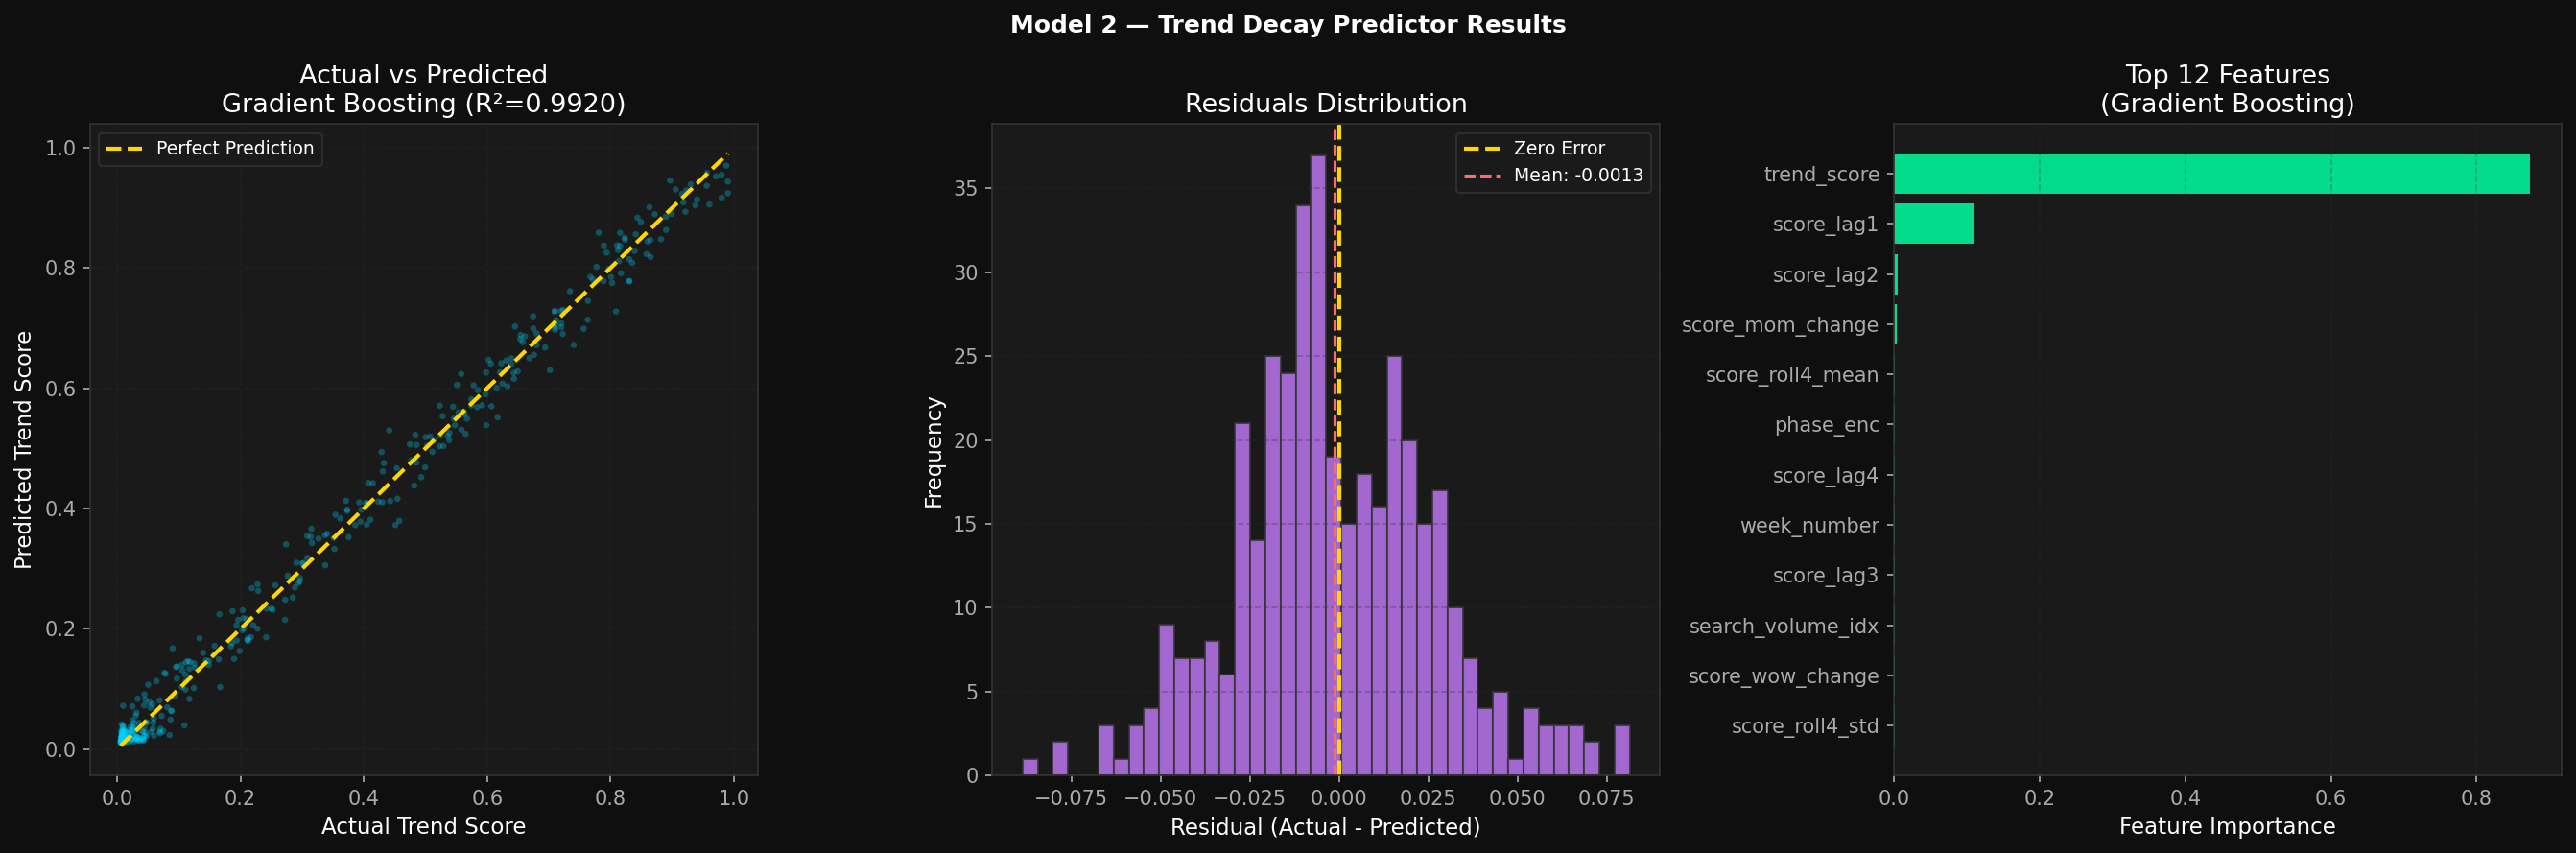 Model 2 — Trend Decay Predictor Results
Actual vs Predicted
Gradient Boosting (R²=0.9920)
Perfect Prediction
1.0
0.8
0.6
0.4
0.2
0.0
Predicted Trend Score
0.0 0.2 0.4 0.6 0.8 1.0
Actual Trend Score
Residuals Distribution
Zero Error
Mean: -0.0013
35
30
25
20
15
10
5
0
Frequency
−0.075 −0.050 −0.025 0.000 0.025 0.050 0.075
Residual (Actual - Predicted)
Top 12 Features
(Gradient Boosting)
trend_score
score_lag1
score_lag2
score_mom_change
score_roll4_mean
phase_enc
score_lag4
week_number
score_lag3
search_volume_idx
score_wow_change
score_roll4_std
0.0 0.2 0.4 0.6 0.8
Feature Importance